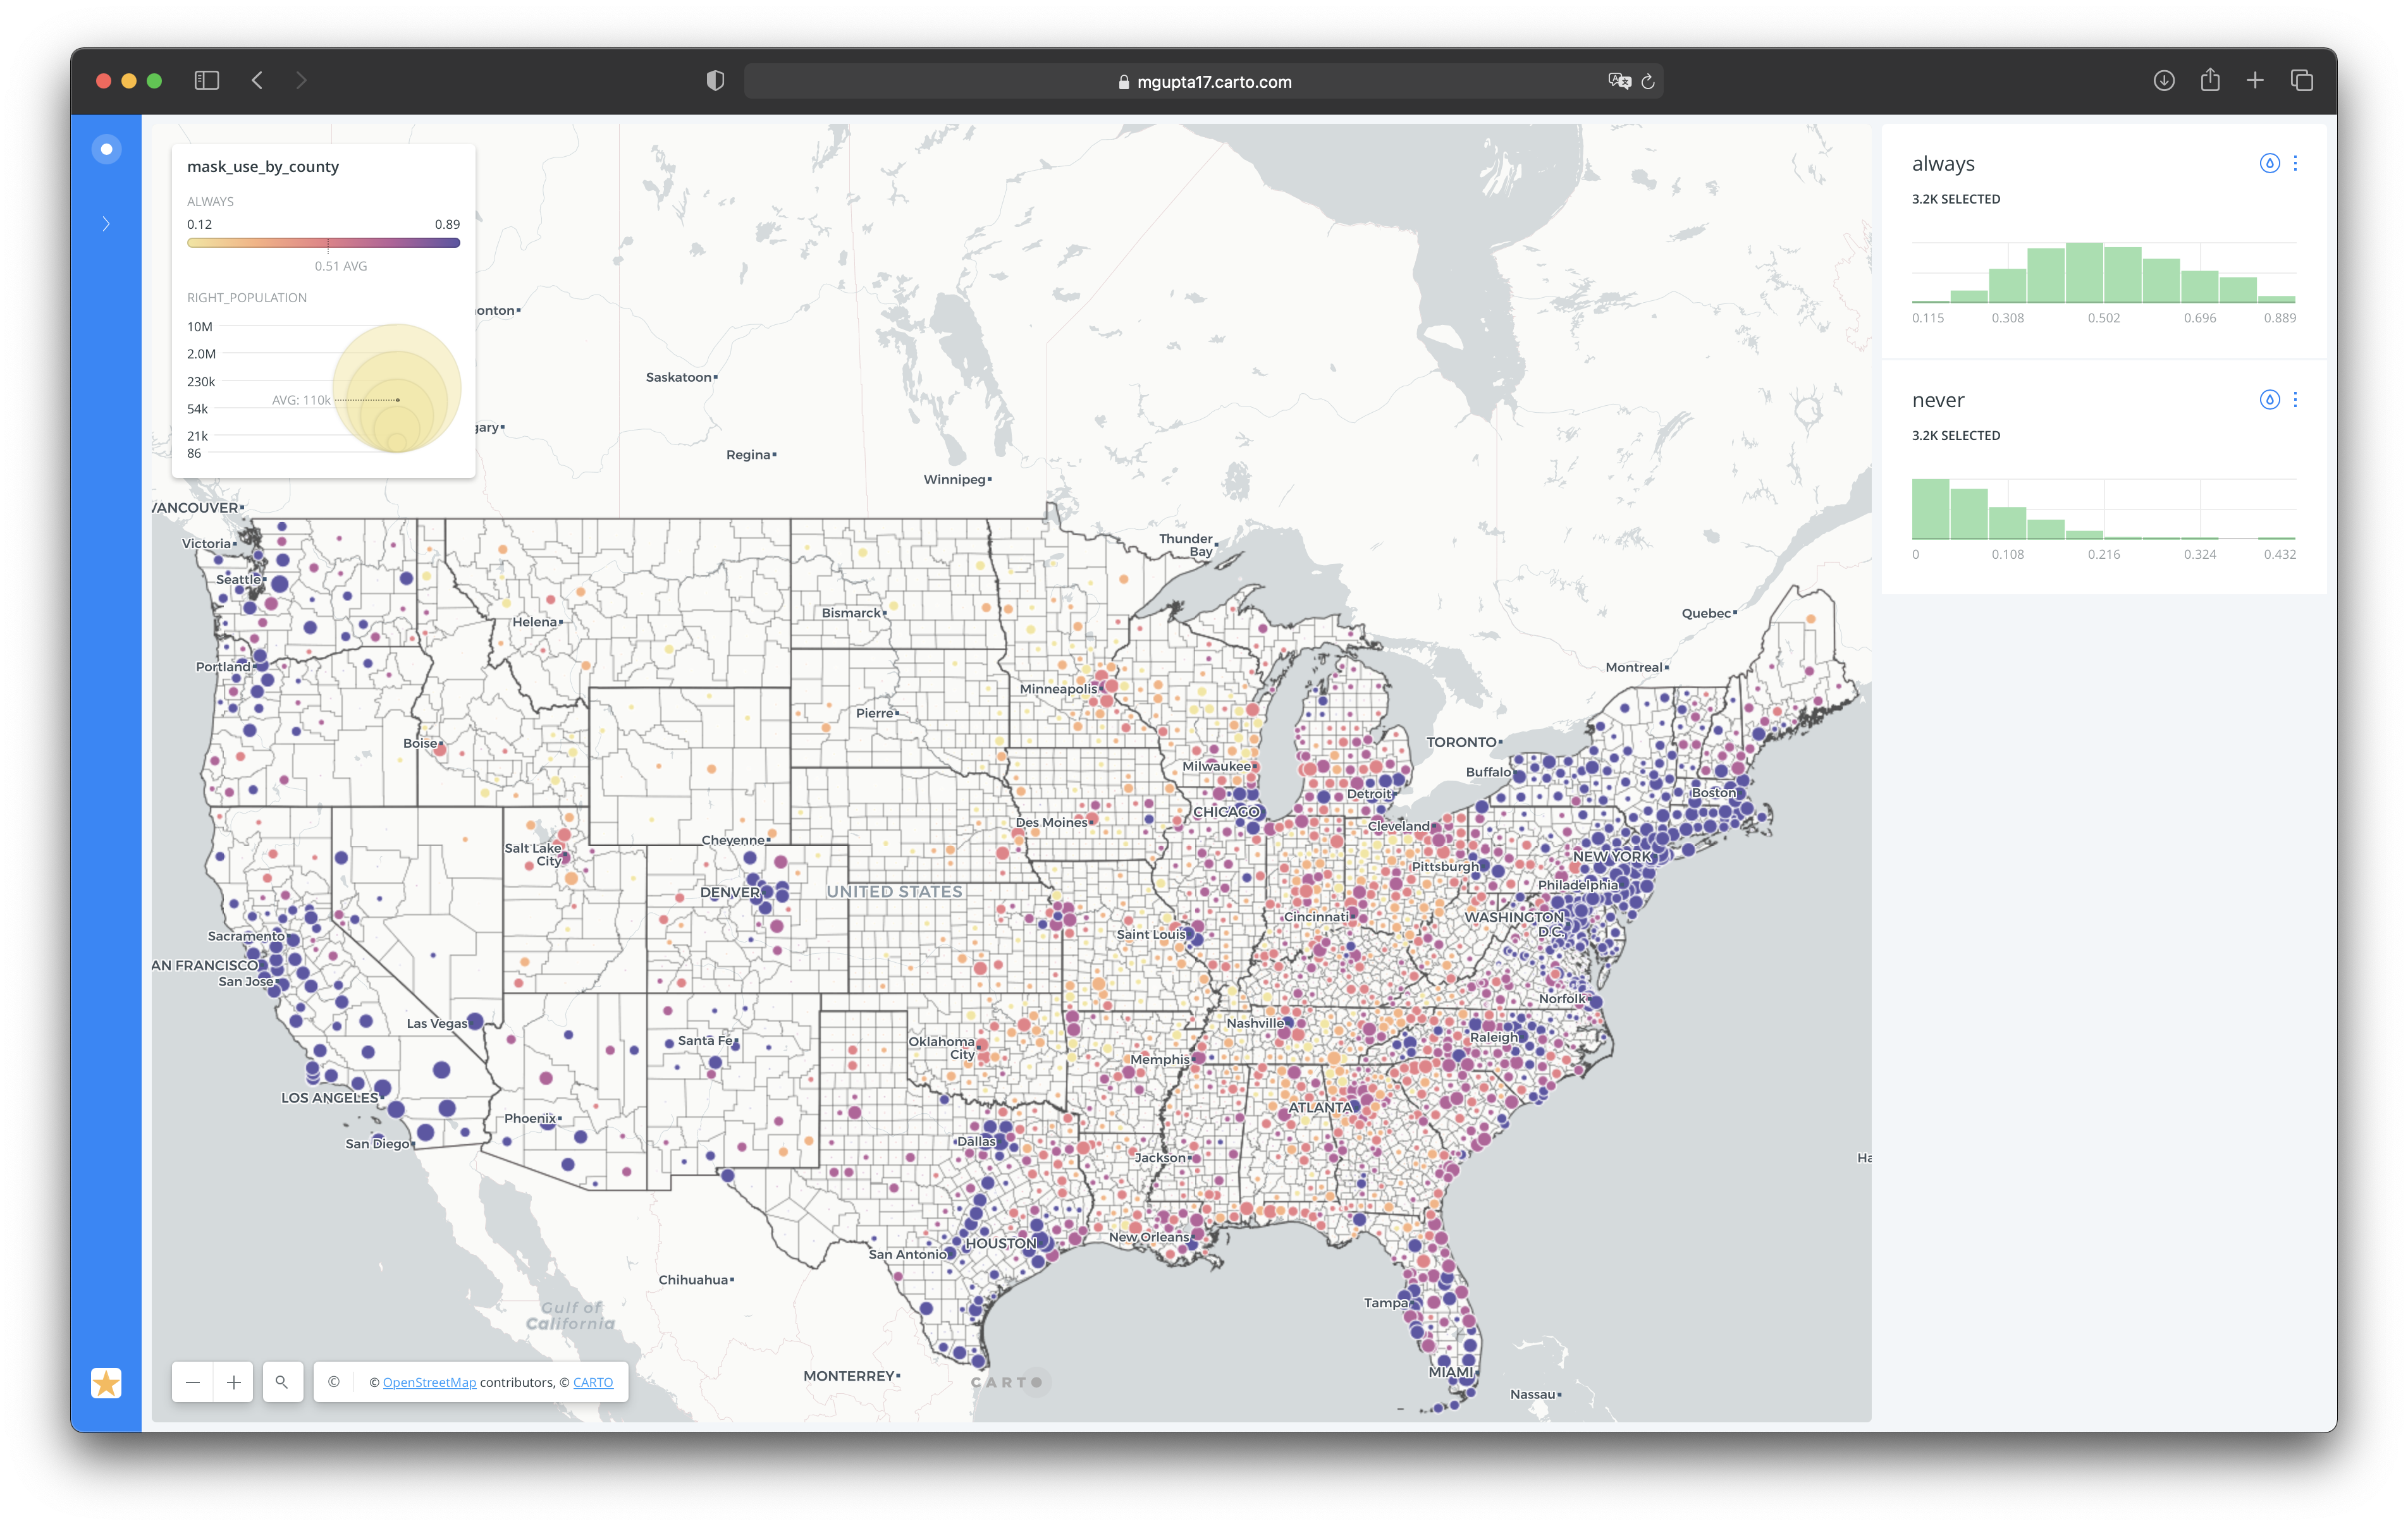 mgupta17.carto.com
mask_use_by_county
ALWAYS
0.12 0.89
0.51 AVG
RIGHT_POPULATION
10M
2.0M
230k
AVG: 110k
54k
21k
86
always
3.2K SELECTED
0.115 0.308 0.502 0.696 0.889
never
3.2K SELECTED
0 0.108 0.216 0.324 0.432
onton
Saskatoon
gary
Regina
Winnipeg
VANCOUVER
Victoria
Thunder
Bay
Seattle
Bismarck
Quebec
Helena
Portland
Montreal
Minneapolis
Pierre
Boise
TORONTO
Milwaukee
Buffalo
Detroit
Boston
CHICAGO
Des Moines
Cleveland
Cheyenne
Salt Lake
City
NEW YORK
Pittsburgh
DENVER
UNITED STATES
Philadelphia
Cincinnati
WASHINGTON
D.C.
Saint Louis
Sacramento
AN FRANCISCO
San Jose
Norfolk
Las Vegas
Nashville
Santa Fe
Oklahoma
City
Raleigh
Memphis
LOS ANGELES
ATLANTA
Phoenix
San Diego
Dallas
Jackson
Ha
New Orleans
HOUSTON
San Antonio
Chihuahua
Tampa
Gulf of
California
MIAMI
MONTERREY
Nassau
© © OpenStreetMap contributors, © CARTO
CARTO